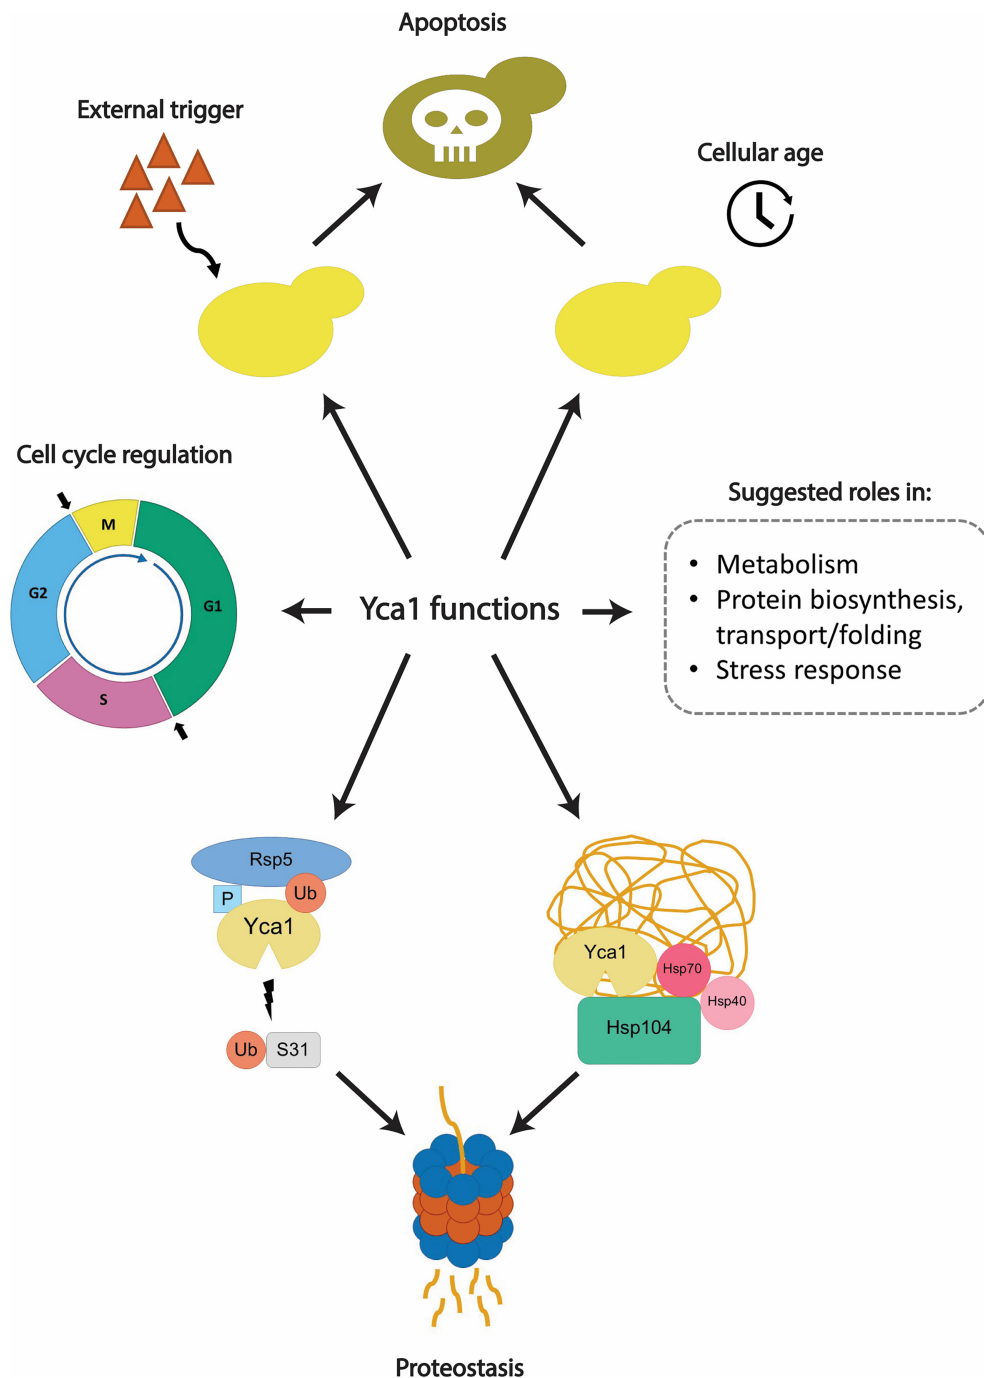 Apoptosis
External trigger
Cellular age
Cell cycle regulation
M
G2
G1
S
Suggested roles in:
• Metabolism
• Protein biosynthesis,
transport/folding
• Stress response
Yca1 functions
Rsp5
P
Ub
Yca1
Ub
S31
Yca1
Hsp70
Hsp40
Hsp104
Proteostasis